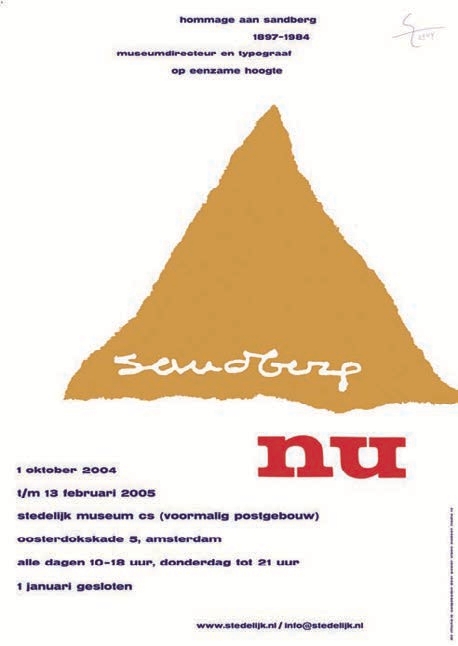 hommage aan sandberg
1897-1984
museumdirecteur en typograaf
op eenzame hoogte
sandberg
nu
1 oktober 2004
t/m 13 februari 2005
stedelijk museum cs (voormalig postgebouw)
oosterdokskade 5, amsterdam
alle dagen 10-18 uur, donderdag tot 21 uur
1 januari gesloten
www.stedelijk.nl / info@stedelijk.nl